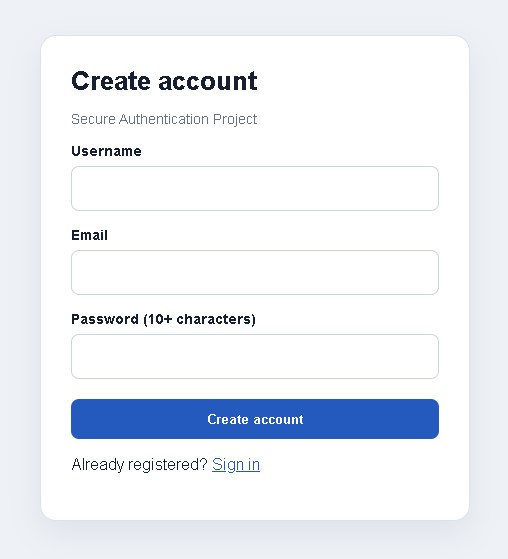 Create account
Secure Authentication Project
Username
Email
Password (10+ characters)
Create account
Already registered? Sign in